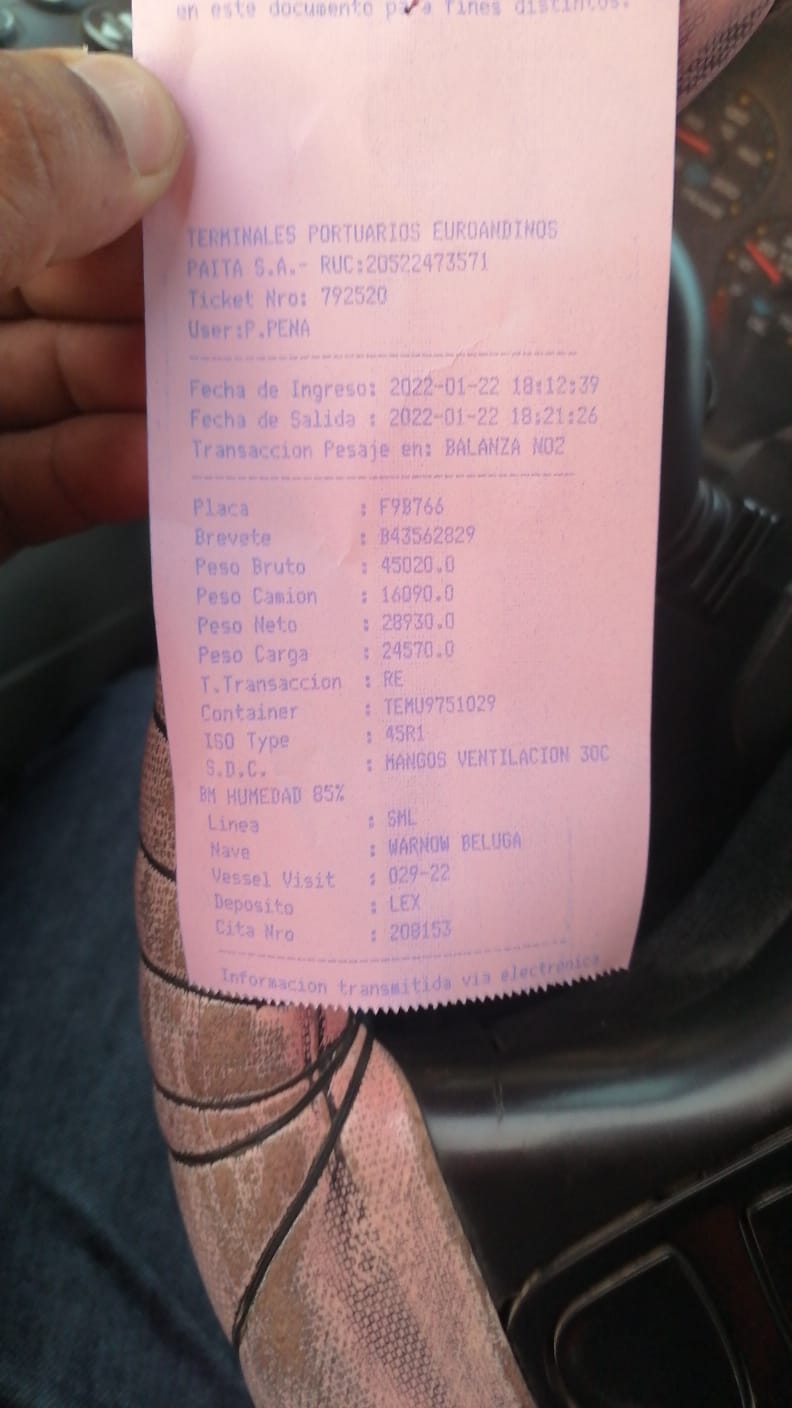 en este documento para fines distintos.
TERMINALES PORTUARIOS EUROANDINOS
PAITA S.A.- RUC:20522473571
Ticket Nro: 792520
User:P.PENA
Fecha de Ingreso: 2022-01-22 18:12:39
Fecha de Salida : 2022-01-22 18:21:26
Transaccion Pesaje en: BALANZA NO2
Placa : F9B766
Brevete : B43562829
Peso Bruto : 45020.0
Peso Camion : 16090.0
Peso Neto : 28930.0
Peso Carga : 24570.0
T.Transaccion : RE
Container : TEMU9751029
ISO Type : 45R1
S.D.C. : MANGOS VENTILACION 30C
BM HUMEDAD 85%
Linea : SML
Nave : WARNOW BELUGA
Vessel Visit : 029-22
Deposito : LEX
Cita Nro : 208153
Informacion transmitida via electronica